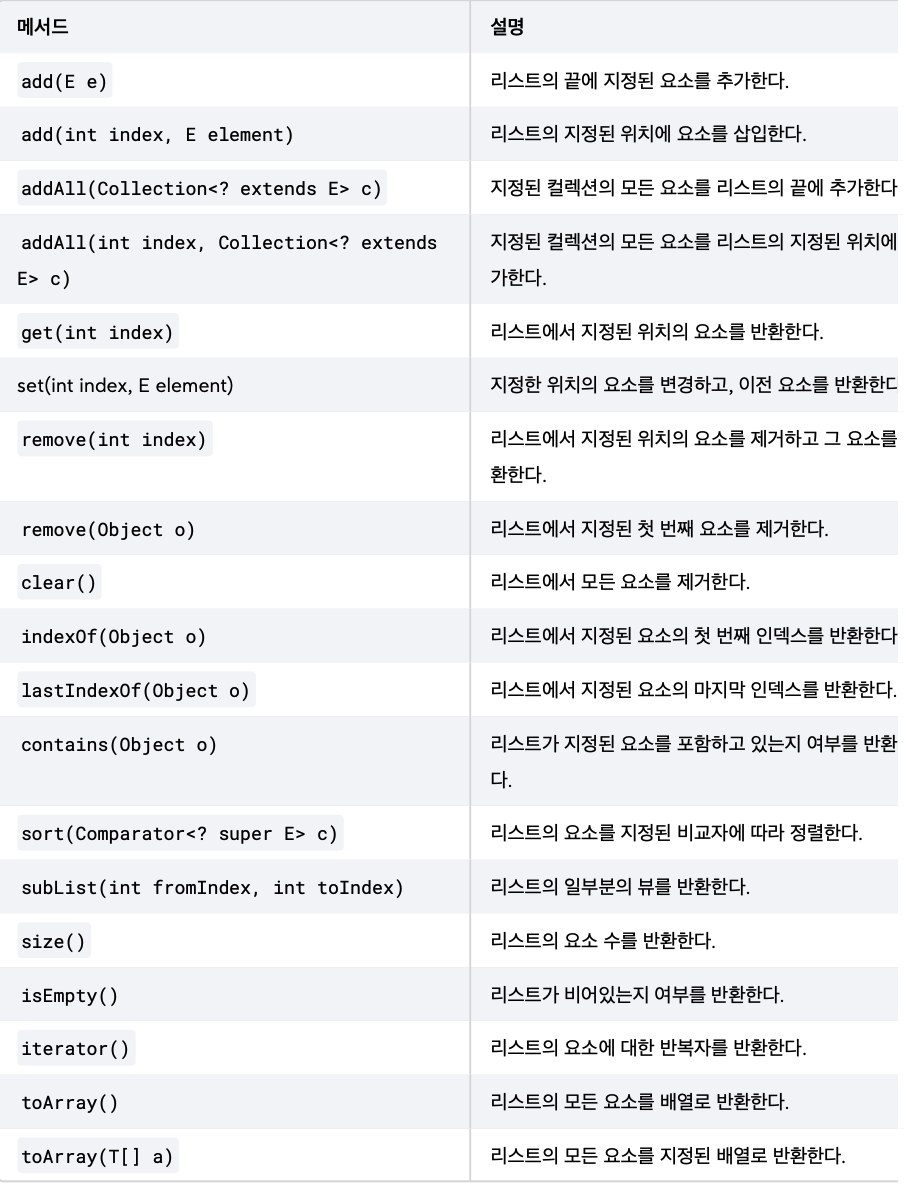 메서드 설명
add(E e) 리스트의 끝에 지정된 요소를 추가한다.
add(int index, E element) 리스트의 지정된 위치에 요소를 삽입한다.
addAll(Collection<? extends E> c) 지정된 컬렉션의 모든 요소를 리스트의 끝에 추가한다
addAll(int index, Collection<? extends 지정된 컬렉션의 모든 요소를 리스트의 지정된 위치에
E> c) 가한다.
get(int index) 리스트에서 지정된 위치의 요소를 반환한다.
set(int index, E element) 지정한 위치의 요소를 변경하고, 이전 요소를 반환한다
remove(int index) 리스트에서 지정된 위치의 요소를 제거하고 그 요소를
환한다.
remove(Object o) 리스트에서 지정된 첫 번째 요소를 제거한다.
clear() 리스트에서 모든 요소를 제거한다.
indexOf(Object o) 리스트에서 지정된 요소의 첫 번째 인덱스를 반환한다
lastIndexOf(Object o) 리스트에서 지정된 요소의 마지막 인덱스를 반환한다.
contains(Object o) 리스트가 지정된 요소를 포함하고 있는지 여부를 반환
다.
sort(Comparator<? super E> c) 리스트의 요소를 지정된 비교자에 따라 정렬한다.
subList(int fromIndex, int toIndex) 리스트의 일부분의 뷰를 반환한다.
size() 리스트의 요소 수를 반환한다.
isEmpty() 리스트가 비어있는지 여부를 반환한다.
iterator() 리스트의 요소에 대한 반복자를 반환한다.
toArray() 리스트의 모든 요소를 배열로 반환한다.
toArray(T[] a) 리스트의 모든 요소를 지정된 배열로 반환한다.